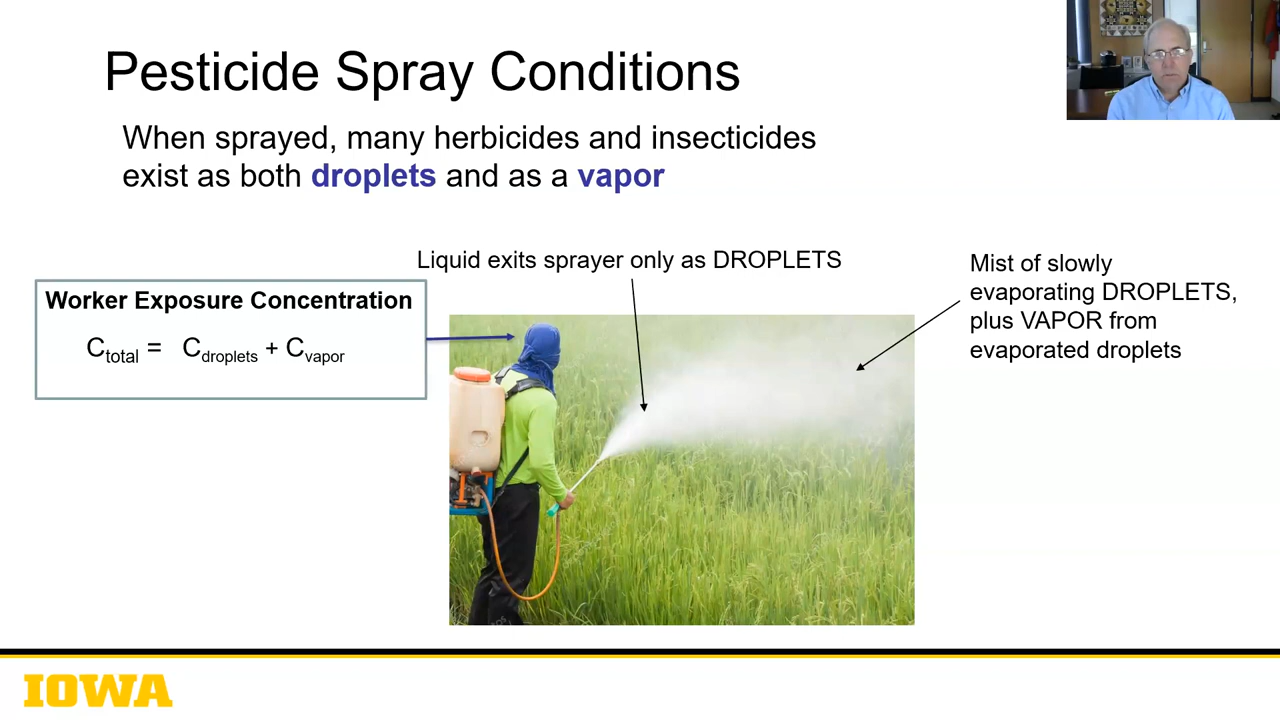 Pesticide Spray Conditions
When sprayed, many herbicides and insecticides
exist as both droplets and as a vapor
Liquid exits sprayer only as DROPLETS
Mist of slowly
evaporating DROPLETS,
plus VAPOR from
evaporated droplets
Worker Exposure Concentration
Ctotal = Cdroplets + Cvapor
IOWA